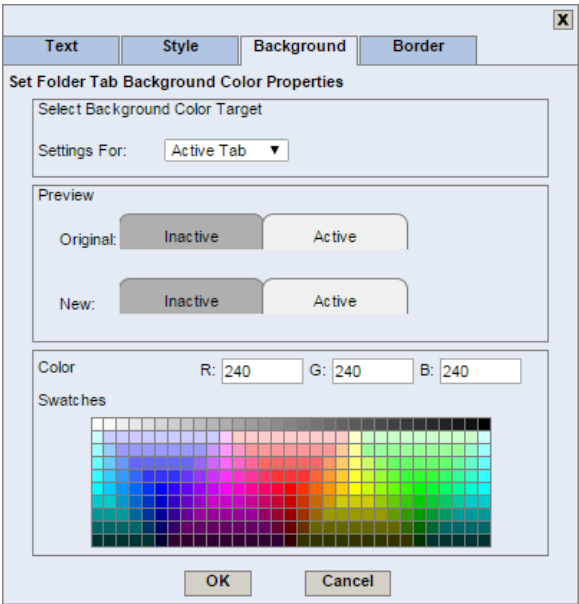 X
Text Style Background Border
Set Folder Tab Background Color Properties
Select Background Color Target
Settings For: Active Tab ▼
Preview
Original: Inactive Active
New: Inactive Active
Color R: 240 G: 240 B: 240
Swatches
OK Cancel